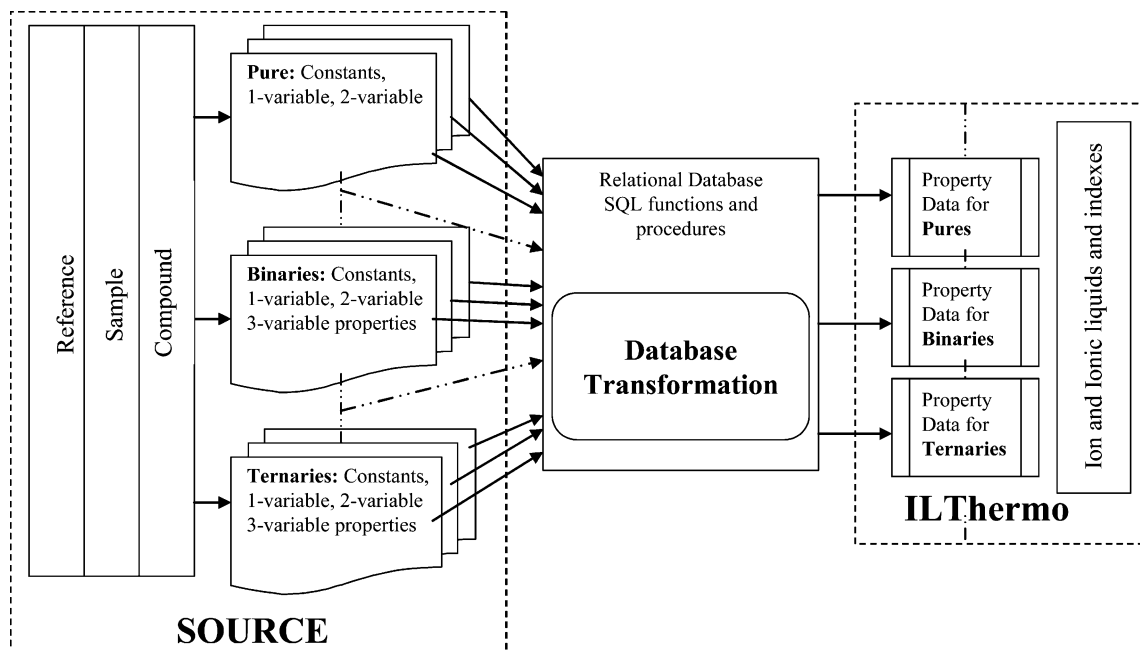 Reference
Sample
Compound
Pure: Constants,
1-variable, 2-variable
Binaries: Constants,
1-variable, 2-variable
3-variable properties
Ternaries: Constants,
1-variable, 2-variable
3-variable properties
SOURCE
Relational Database
SQL functions and
procedures
Database
Transformation
Property
Data for
Pures
Property
Data for
Binaries
Property
Data for
Ternaries
Ion and Ionic liquids and indexes
ILThermo